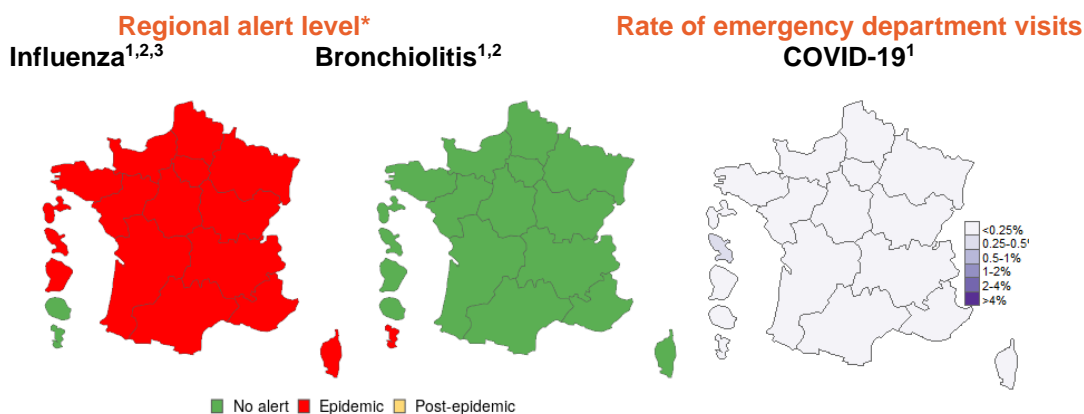 Regional alert level*
Rate of emergency department visits
Influenza1,2,3
Bronchiolitis1,2
COVID-191
<0.25%
0.25-0.5
0.5-1%
1-2%
2-4%
>4%
No alert
Epidemic
Post-epidemic